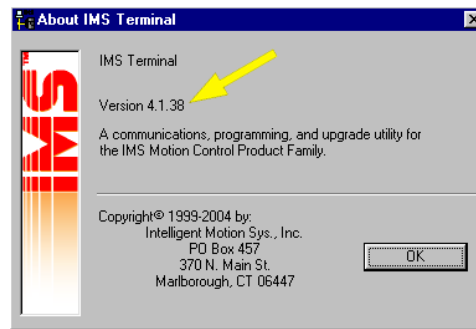 About IMS Terminal
IMS
IMS Terminal
Version 4.1.38
A communications, programming, and upgrade utility for
the IMS Motion Control Product Family.
Copyright© 1999-2004 by:
Intelligent Motion Sys., Inc.
PO Box 457
370 N. Main St.
Marlborough, CT 06447
OK